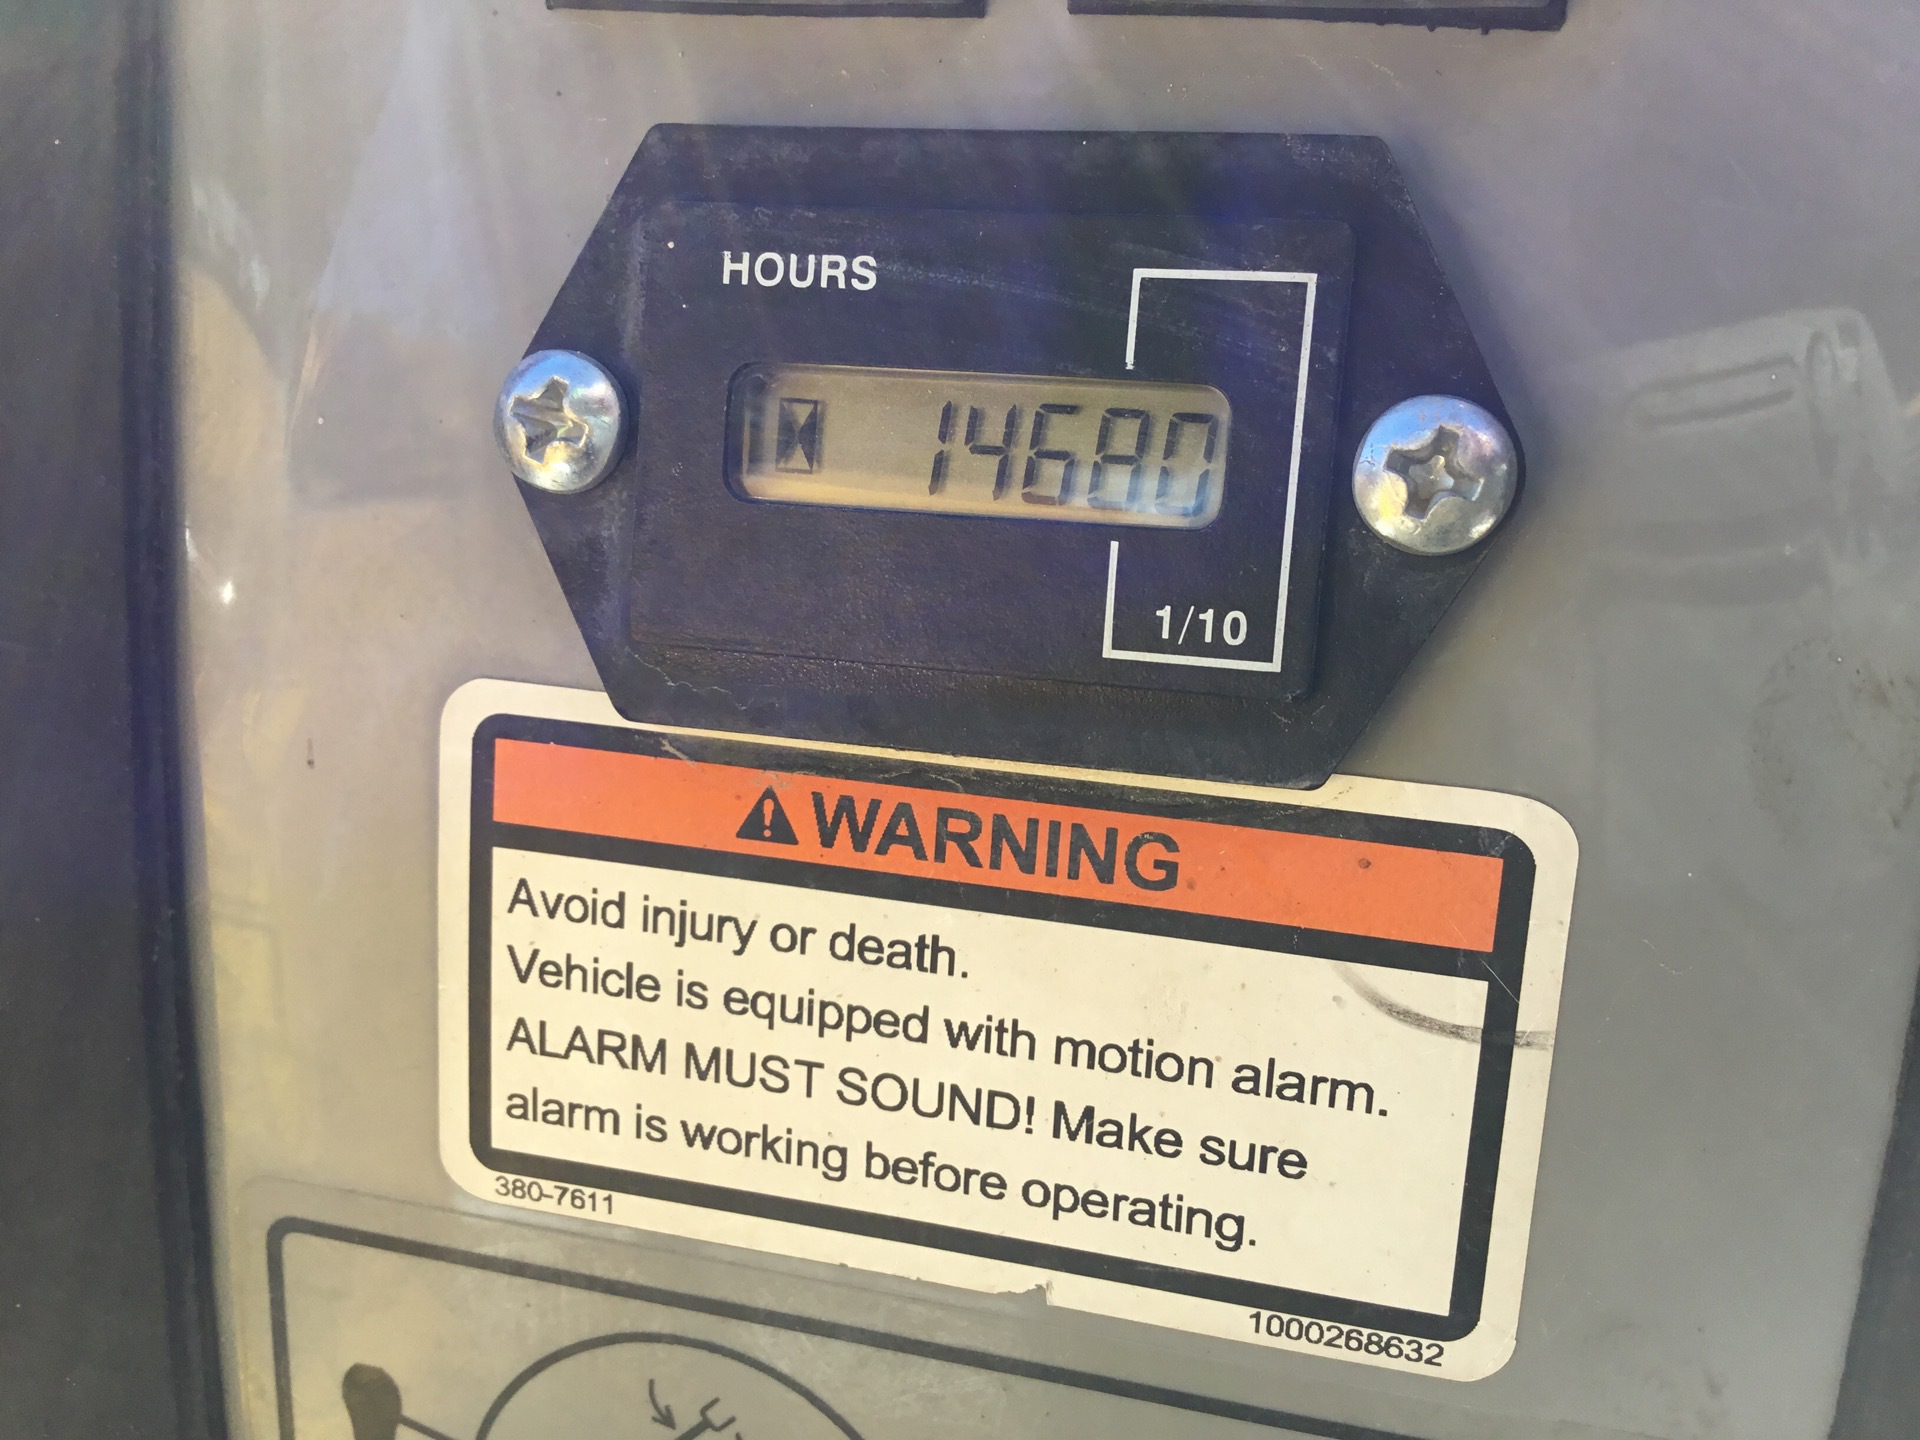 HOURS
14680
1/10
WARNING
Avoid injury or death.
Vehicle is equipped with motion alarm.
ALARM MUST SOUND! Make sure
alarm is working before operating.
380-7611
1000268632